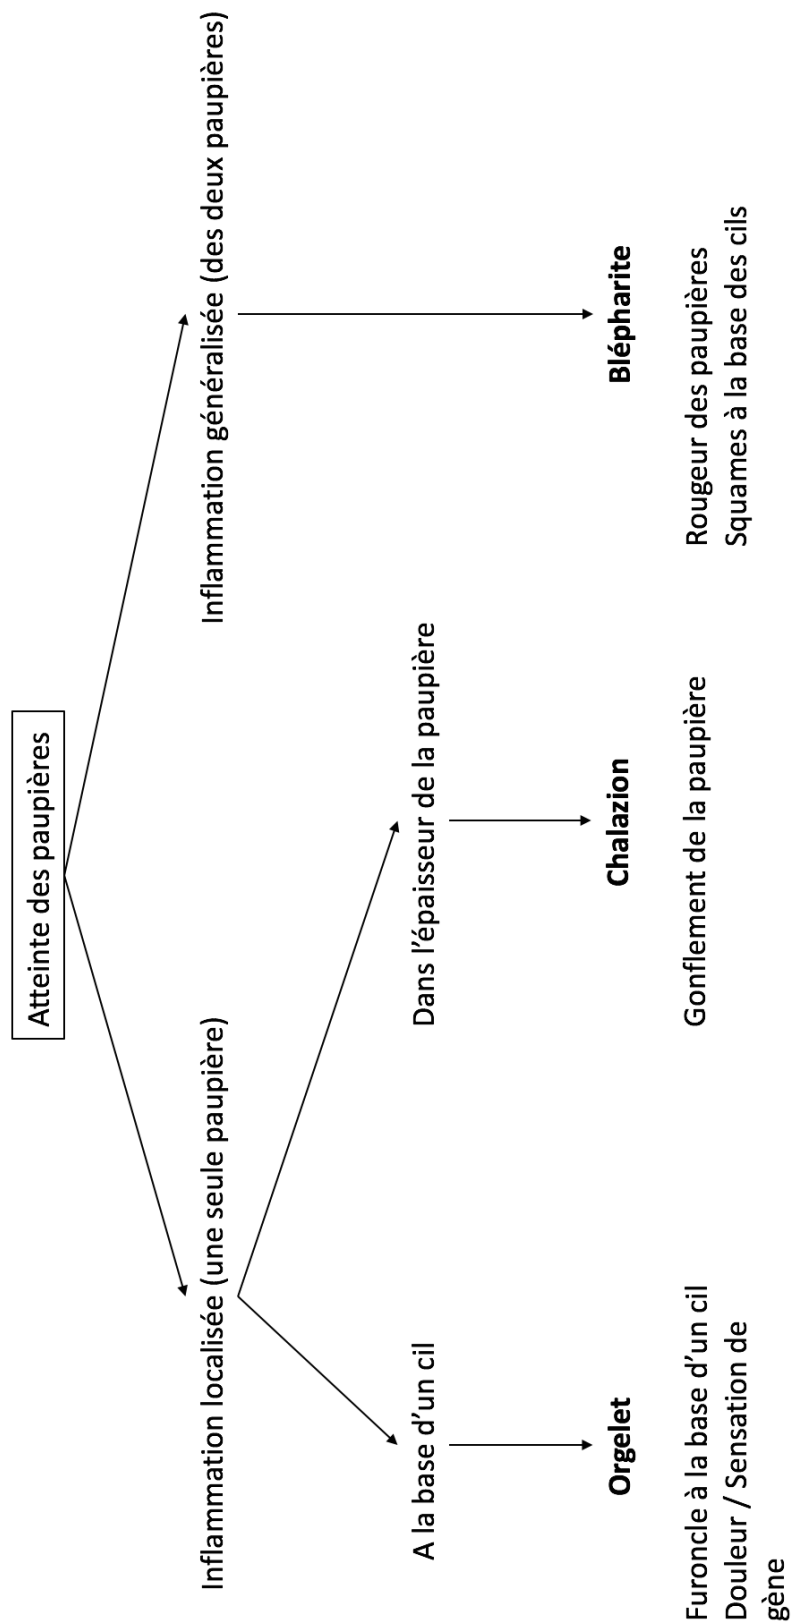 Atteinte des paupières
Inflammation localisée (une seule paupière)
Inflammation généralisée (des deux paupières)
A la base d'un cil
Dans l'épaisseur de la paupière
Orgelet
Chalazion
Blépharite
Furoncle à la base d'un cil
Douleur / Sensation de
gène
Gonflement de la paupière
Rougeur des paupières
Squames à la base des cils